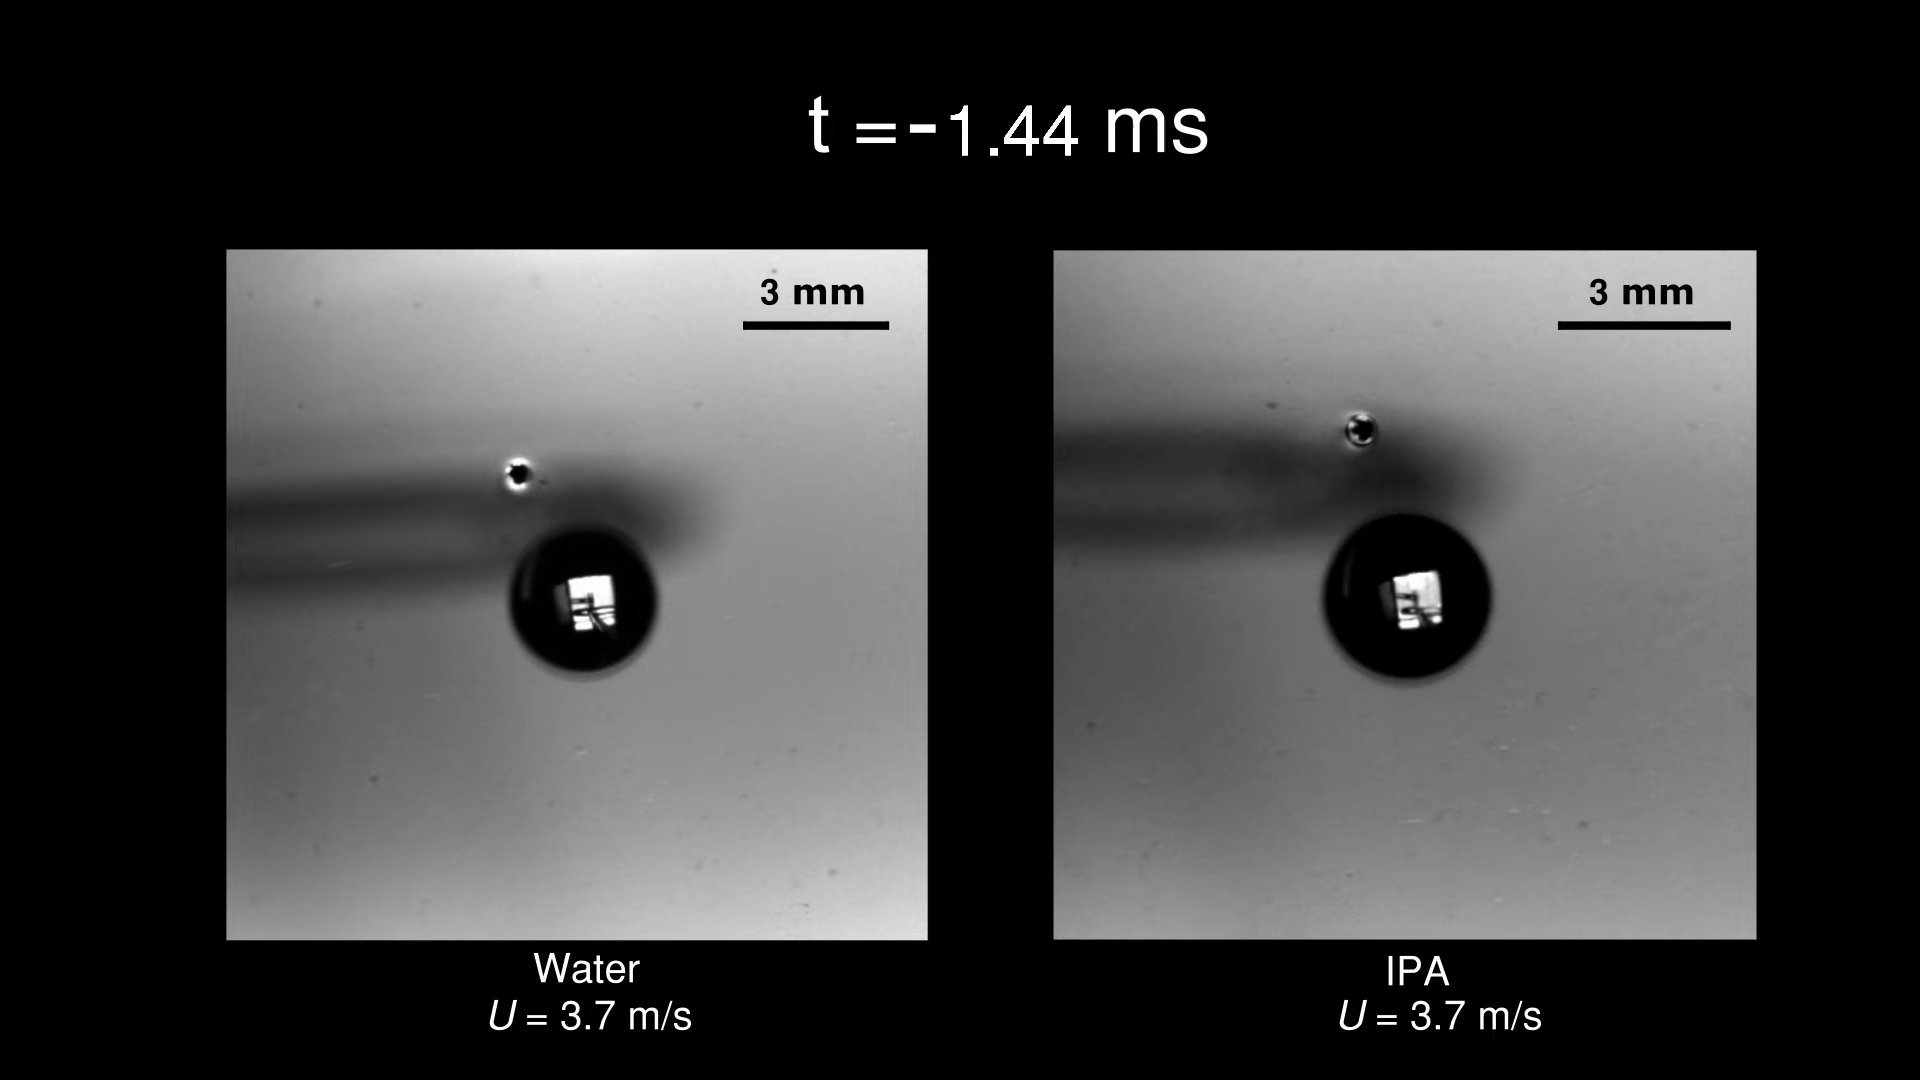 t =-1.44 ms
3 mm
3 mm
Water
U = 3.7 m/s
IPA
U = 3.7 m/s